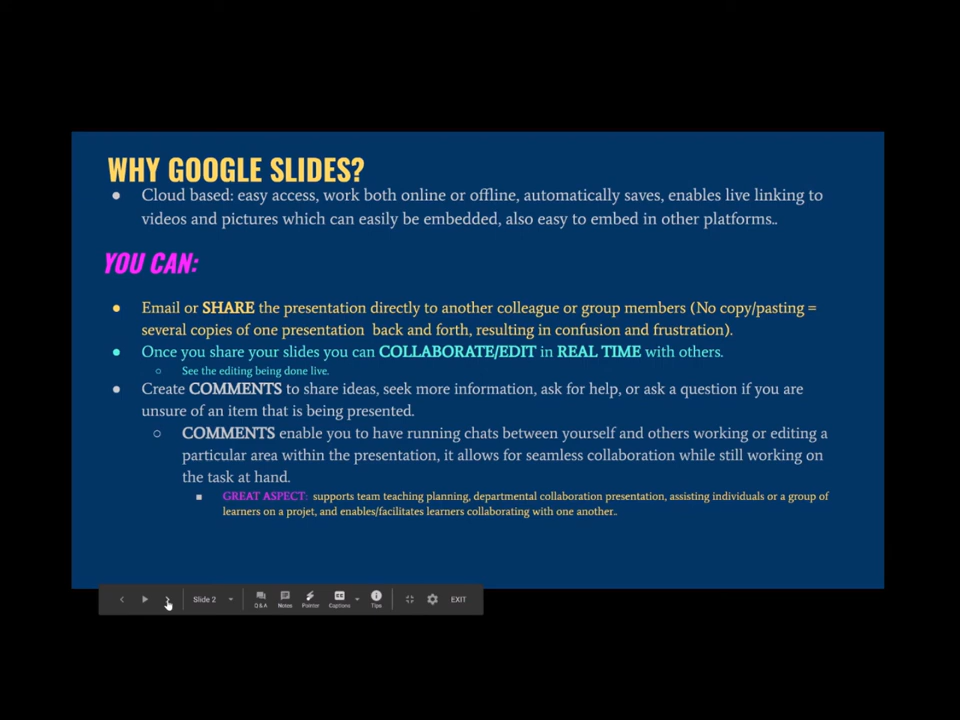 WHY GOOGLE SLIDES?
● Cloud based: easy access, work both online or offline, automatically saves, enables live linking to
videos and pictures which can easily be embedded, also easy to embed in other platforms..
YOU CAN:
● Email or SHARE the presentation directly to another colleague or group members (No copy/pasting =
several copies of one presentation back and forth, resulting in confusion and frustration).
● Once you share your slides you can COLLABORATE/EDIT in REAL TIME with others.
○ See the editing being done live.
● Create COMMENTS to share ideas, seek more information, ask for help, or ask a question if you are
unsure of an item that is being presented.
○ COMMENTS enable you to have running chats between yourself and others working or editing a
particular area within the presentation, it allows for seamless collaboration while still working on
the task at hand.
■ GREAT ASPECT: supports team teaching planning, departmental collaboration presentation, assisting individuals or a group of
learners on a projet, and enables/facilitates learners collaborating with one another..
Slide 2 Q & A Notes Pointer CC Captions Tips EXIT